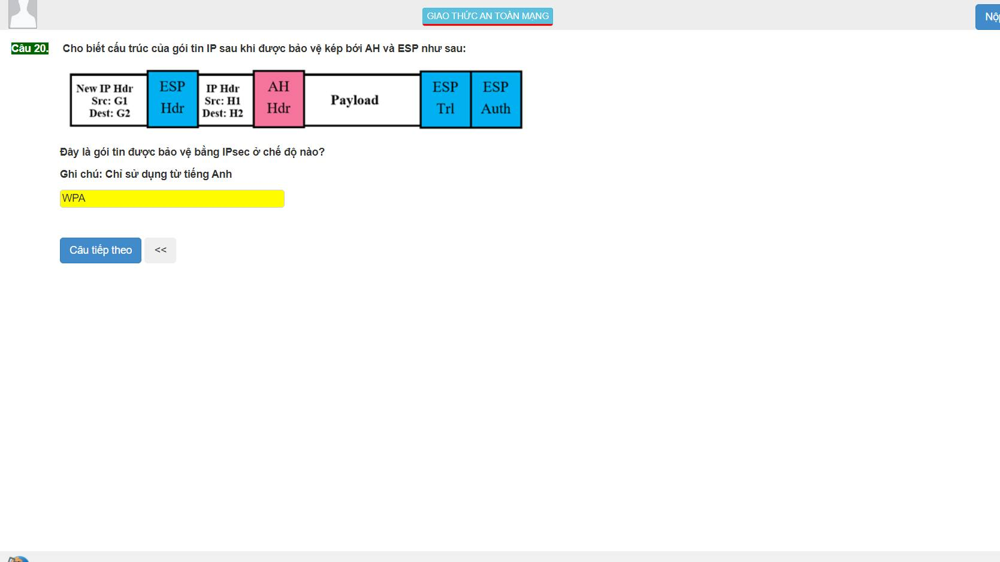 GIAO THỨC AN TOÀN MẠNG
Câu 20. Cho biết cấu trúc của gói tin IP sau khi được bảo vệ kép bới AH và ESP như sau:
New IP Hdr
Src: G1
Dest: G2
ESP
Hdr
IP Hdr
Src: H1
Dest: H2
AH
Hdr
Payload
ESP
Trl
ESP
Auth
Đây là gói tin được bảo vệ bằng IPsec ở chế độ nào?
Ghi chú: Chỉ sử dụng từ tiếng Anh
WPA
Câu tiếp theo <<